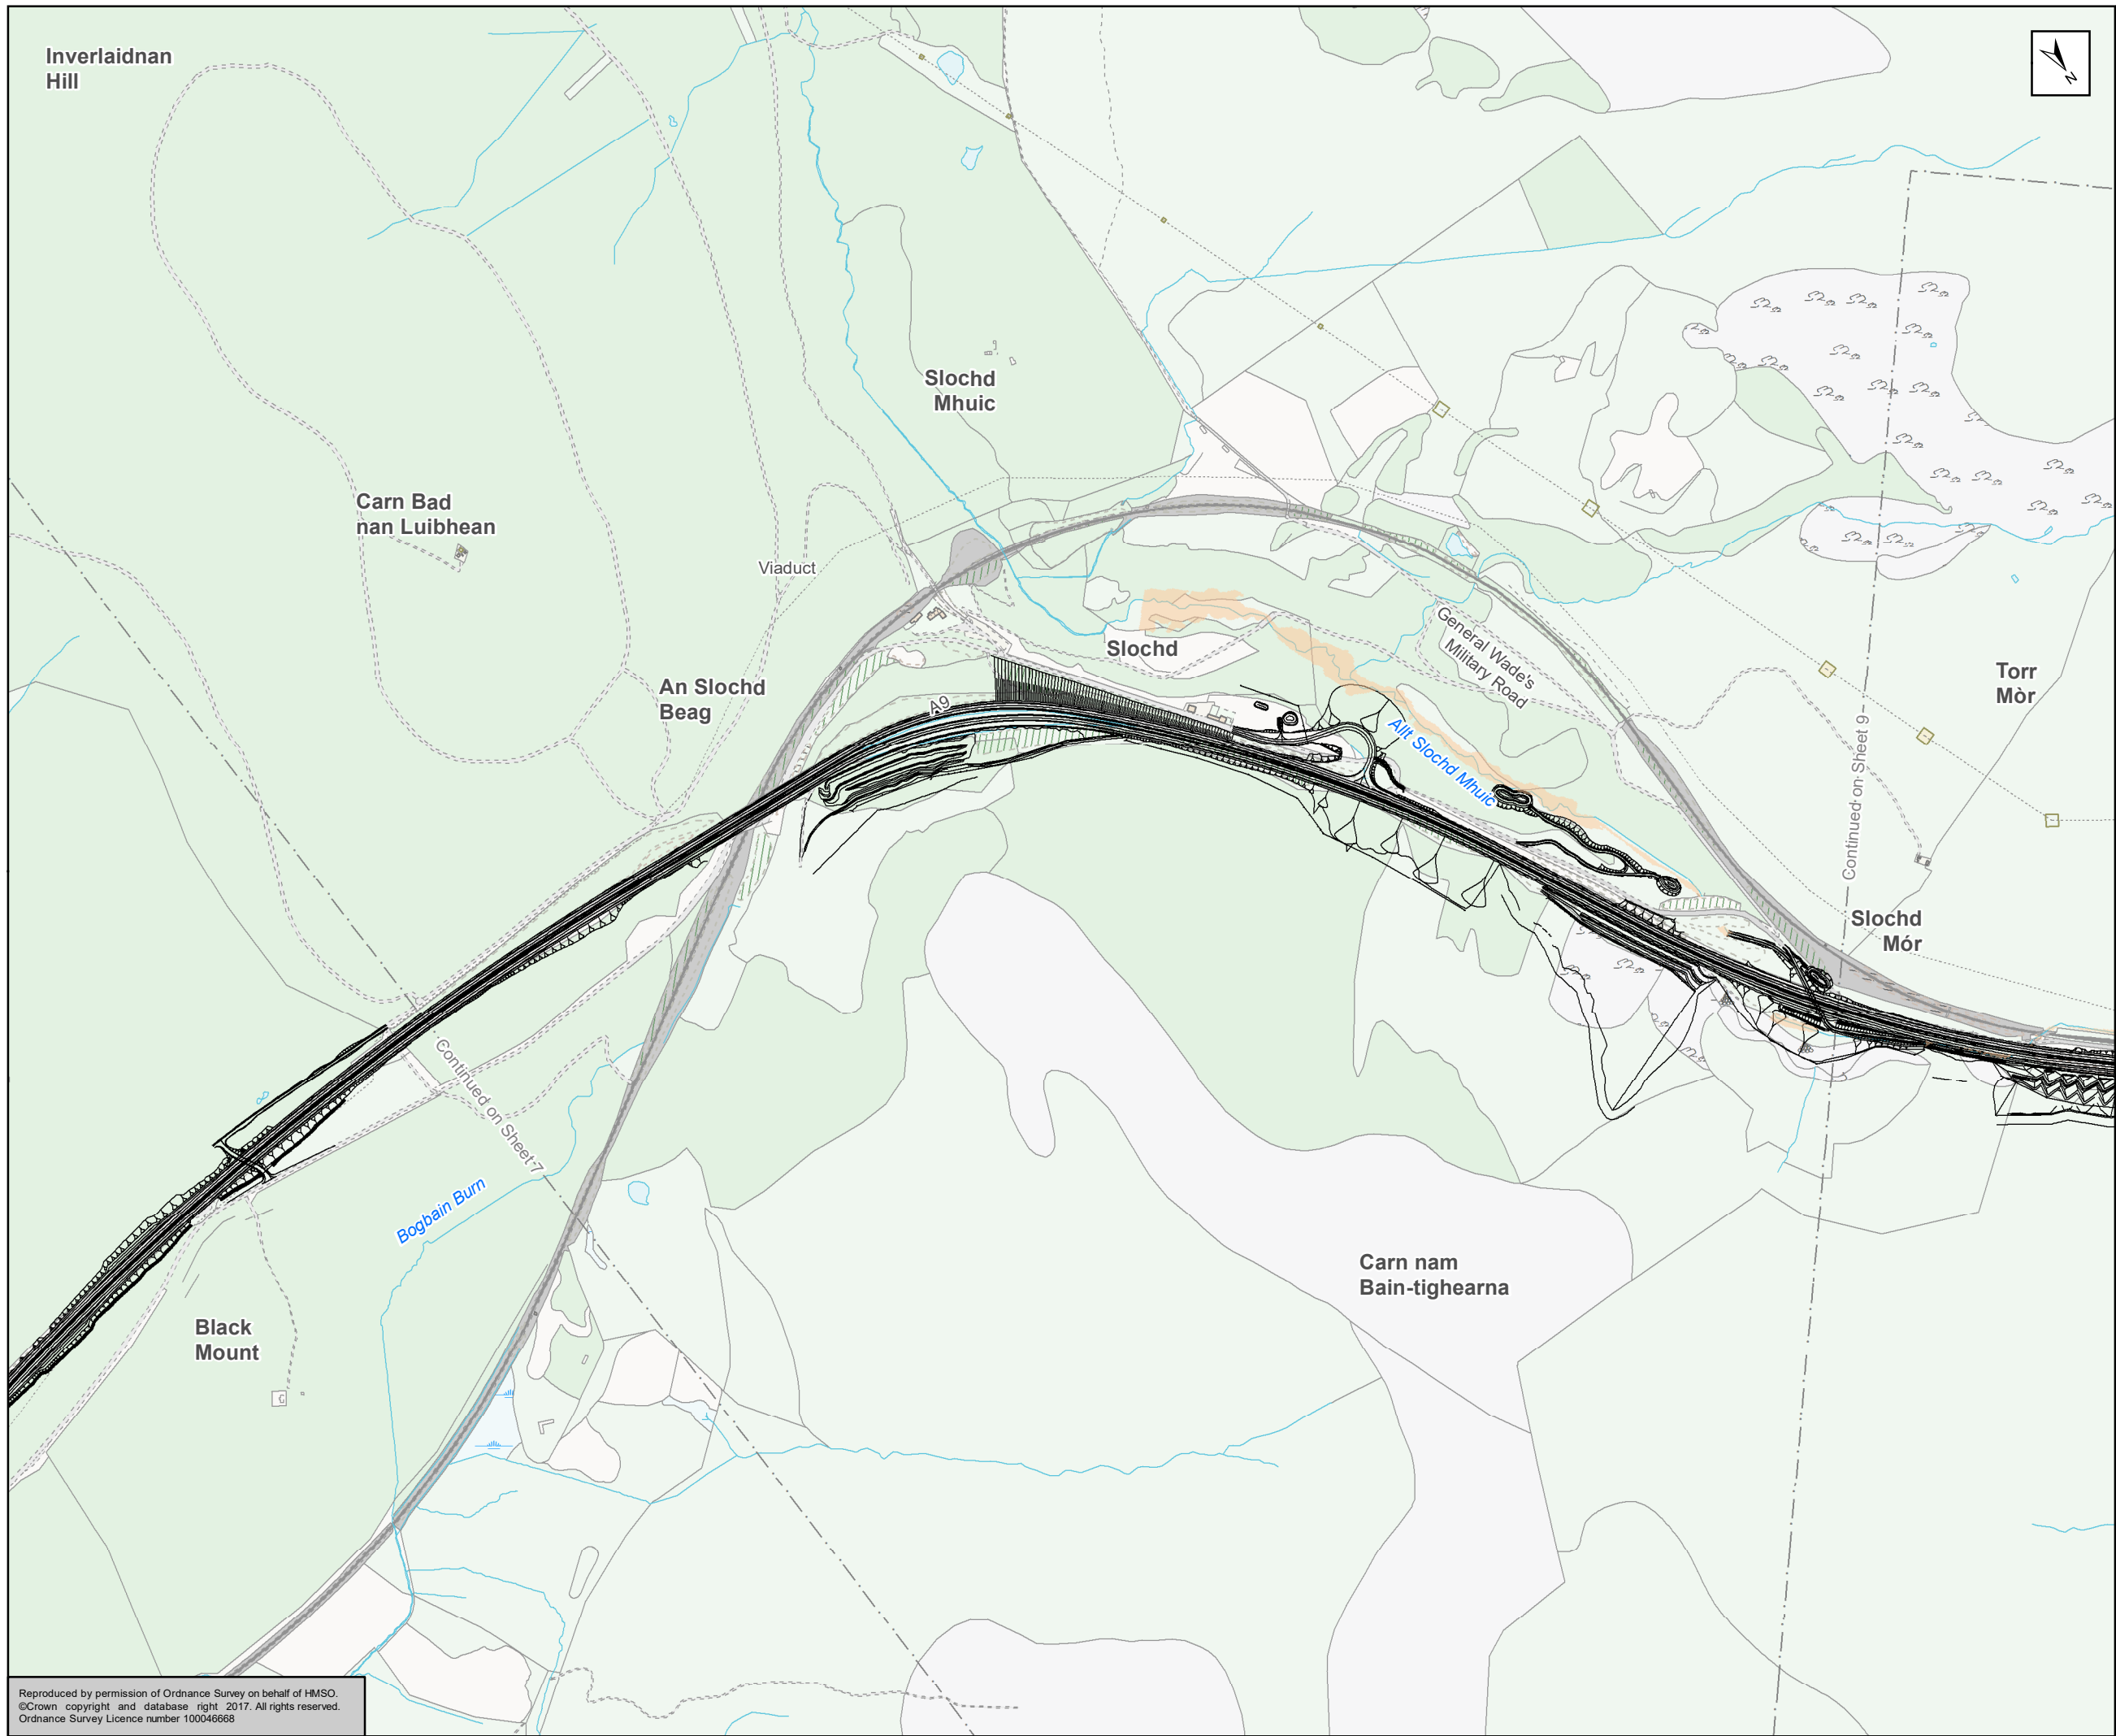 Inverlaidnan
Hill
N
Slochd
Mhuic
Carn Bad
nan Luibhean
Viaduct
An Slochd
Beag
A9
Slochd
General Wade's
Military Road
Allt Slochd Mhuic
Torr
Mòr
Continued on Sheet 9
Slochd
Mór
Continued on Sheet 7
Bogbain Burn
Carn nam
Bain-tighearna
Black
Mount
Reproduced by permission of Ordnance Survey on behalf of HMSO.
©Crown copyright and database right 2017. All rights reserved.
Ordnance Survey Licence number 100046668